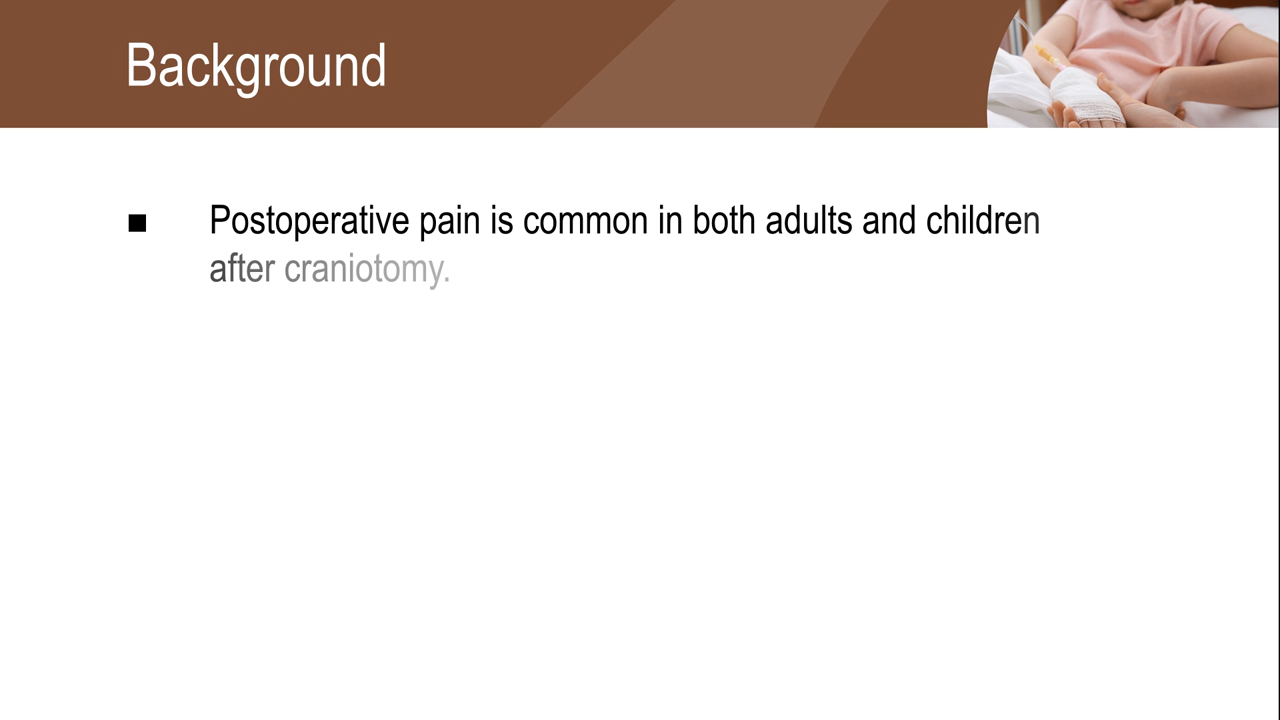 Background
■ Postoperative pain is common in both adults and children
after craniotomy.